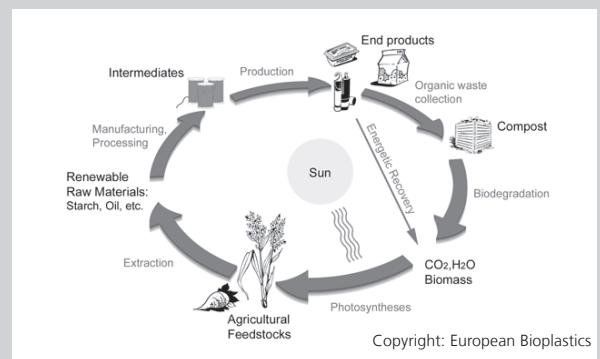 End products
Intermediates
Production
Organic waste
collection
Compost
Manufacturing,
Processing
Energetic Recovery
Sun
Renewable
Raw Materials:
Starch, Oil, etc.
Biodegradation
Extraction
CO2,H2O
Biomass
Photosyntheses
Agricultural
Feedstocks
Copyright: European Bioplastics